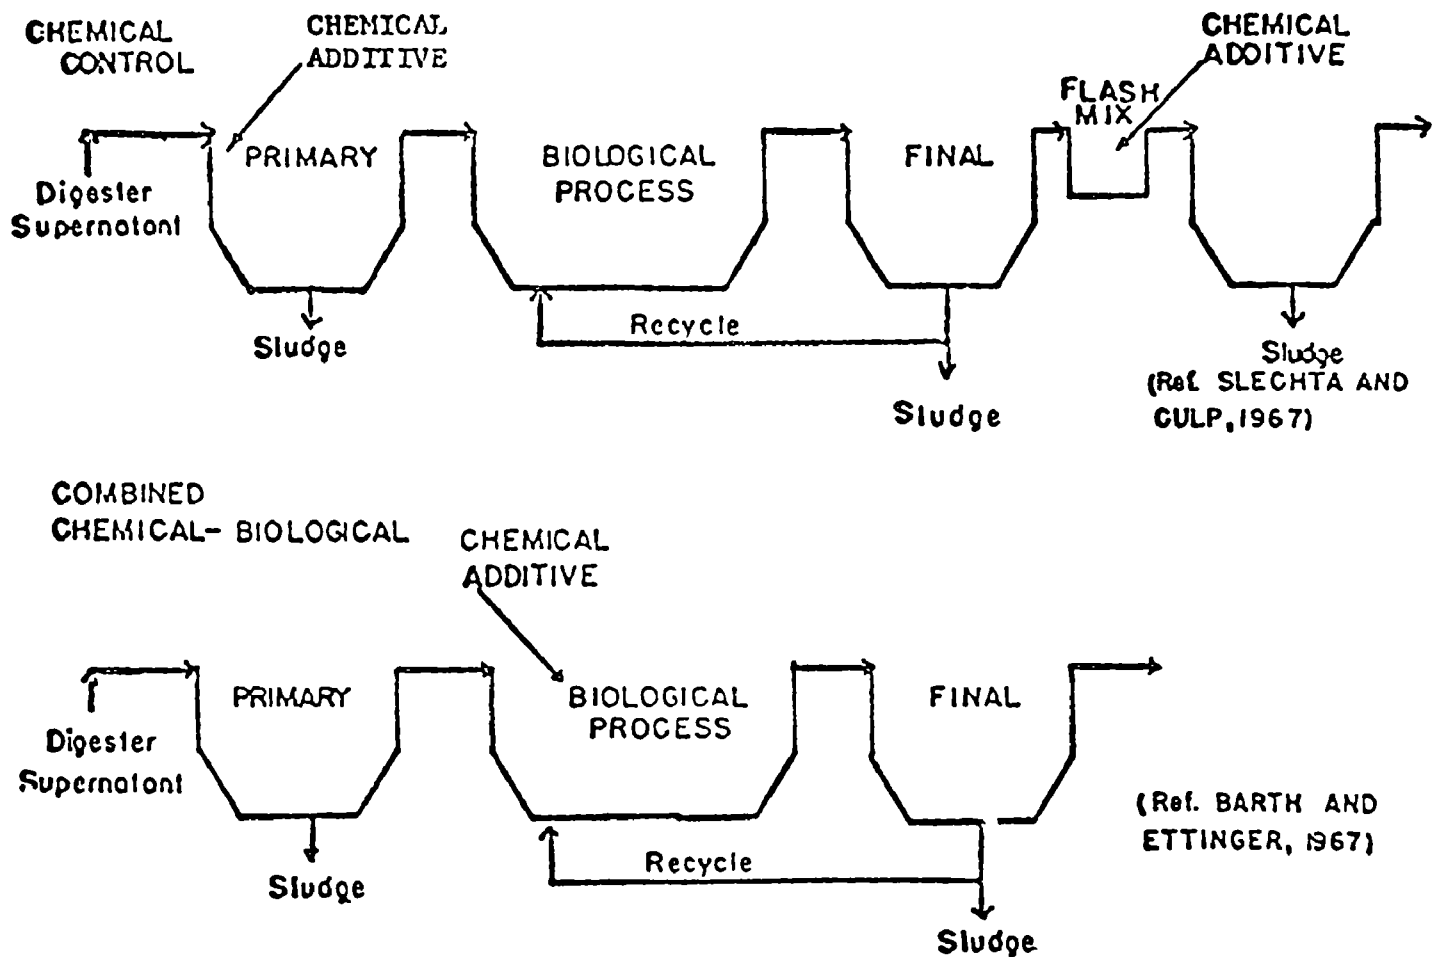 CHEMICAL
CONTROL
CHEMICAL
ADDITIVE
CHEMICAL
ADDITIVE
FLASH
MIX
PRIMARY
BIOLOGICAL
PROCESS
FINAL
Digester
Supernatant
Recycle
Sludge
Sludge
Sludge
(Ref. SLECHTA AND
CULP, 1967)
COMBINED
CHEMICAL- BIOLOGICAL
CHEMICAL
ADDITIVE
PRIMARY
BIOLOGICAL
PROCESS
FINAL
Digester
Supernatant
(Ref. BARTH AND
ETTINGER, 1967)
Recycle
Sludge
Sludge